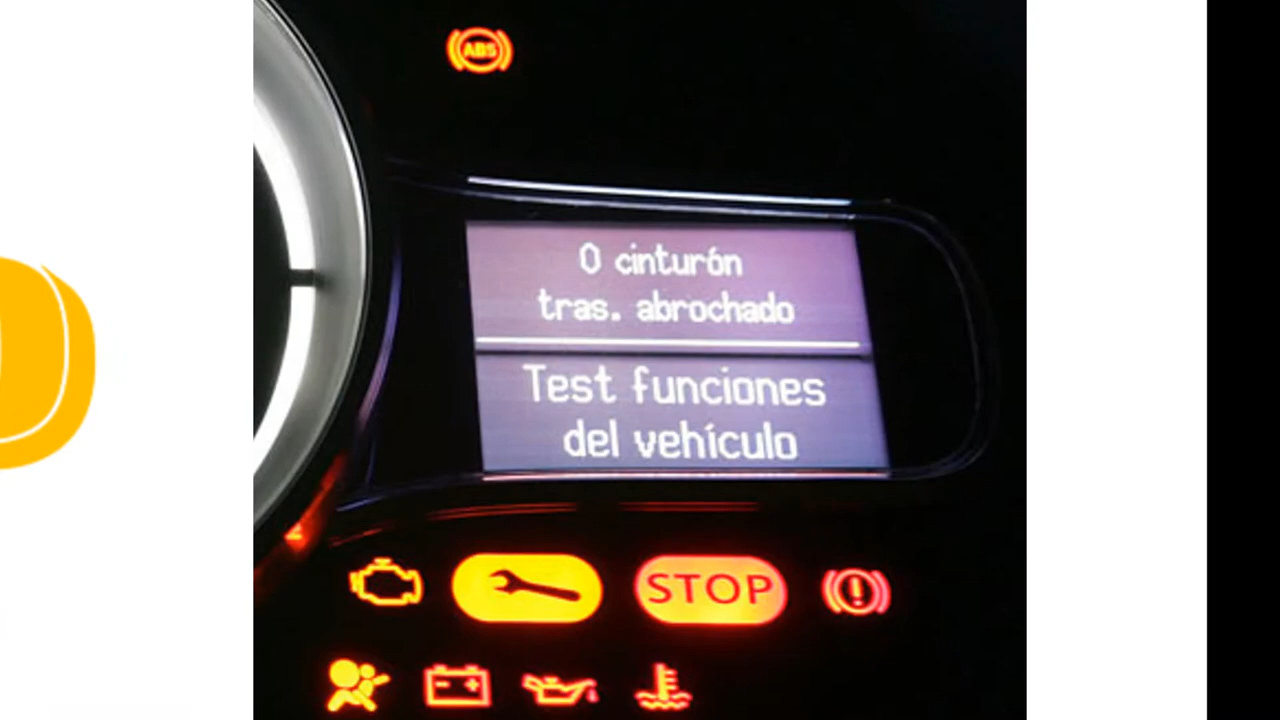 ABS
0 cinturón
tras. abrochado
Test funciones
del vehículo
STOP